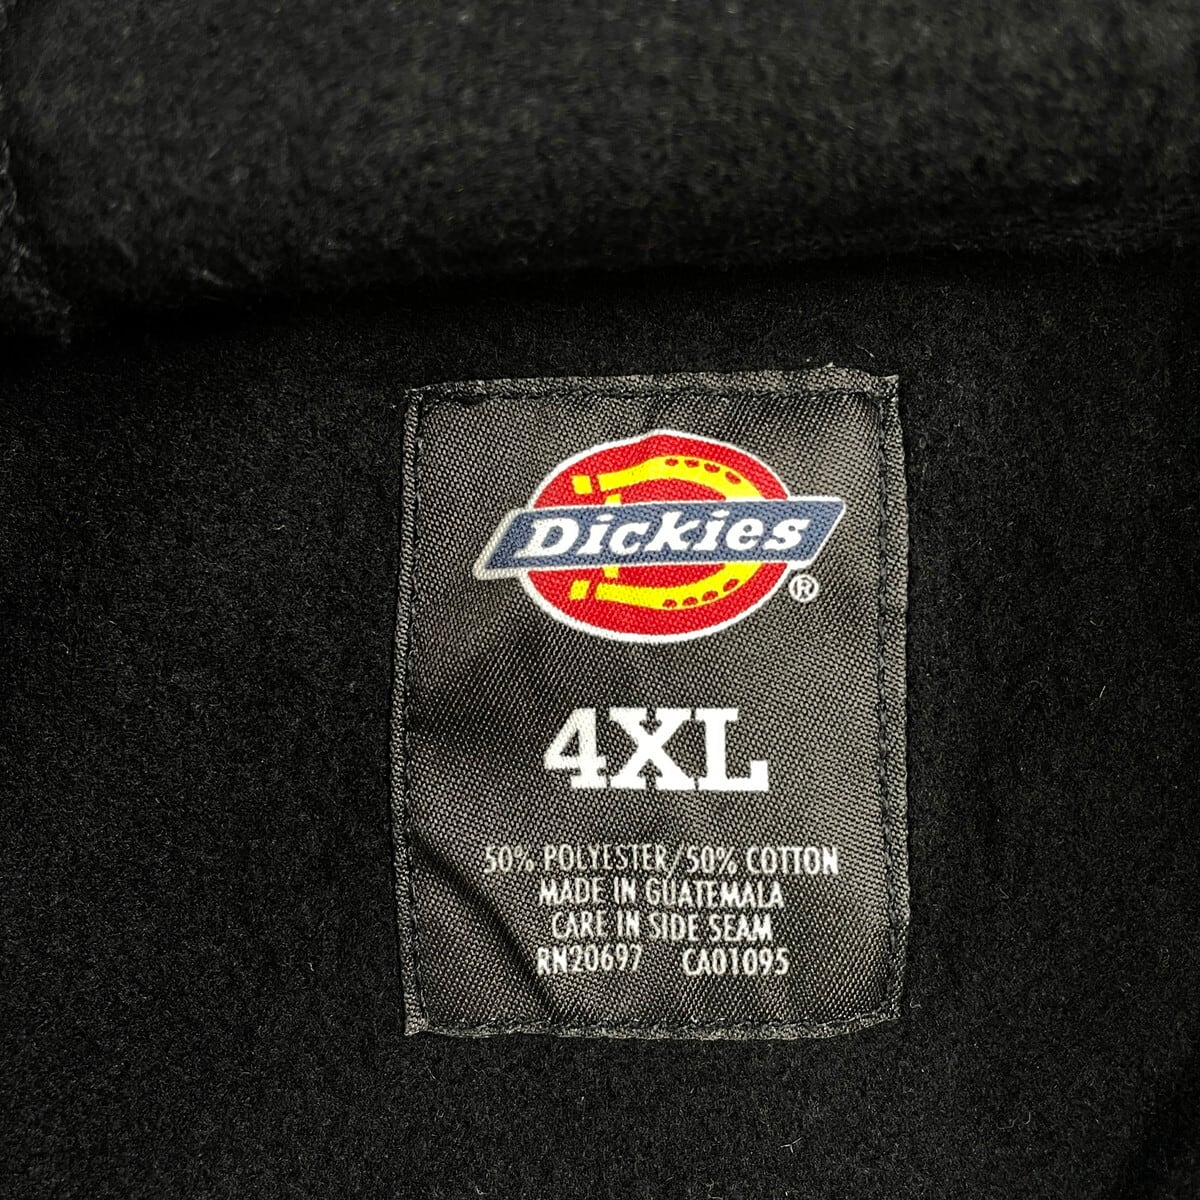 Dickies®
4XL
50% POLYESTER/50% COTTON
MADE IN GUATEMALA
CARE IN SIDE SEAM
RN20697 CA01095